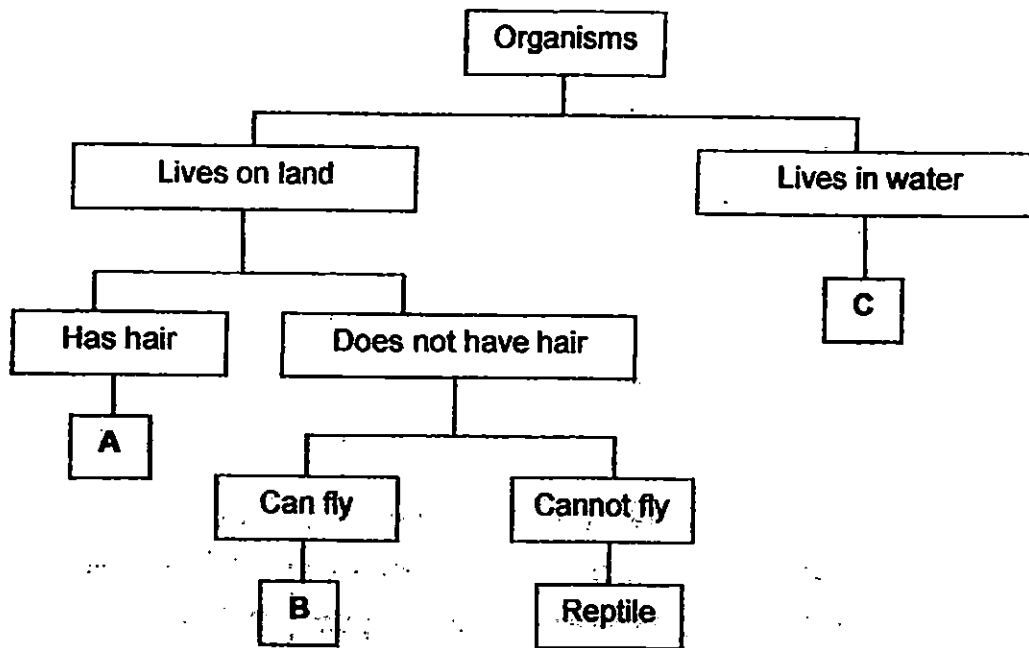 Organisms
Lives on land
Lives in water
Has hair
Does not have hair
C
A
Can fly
Cannot fly
B
Reptile